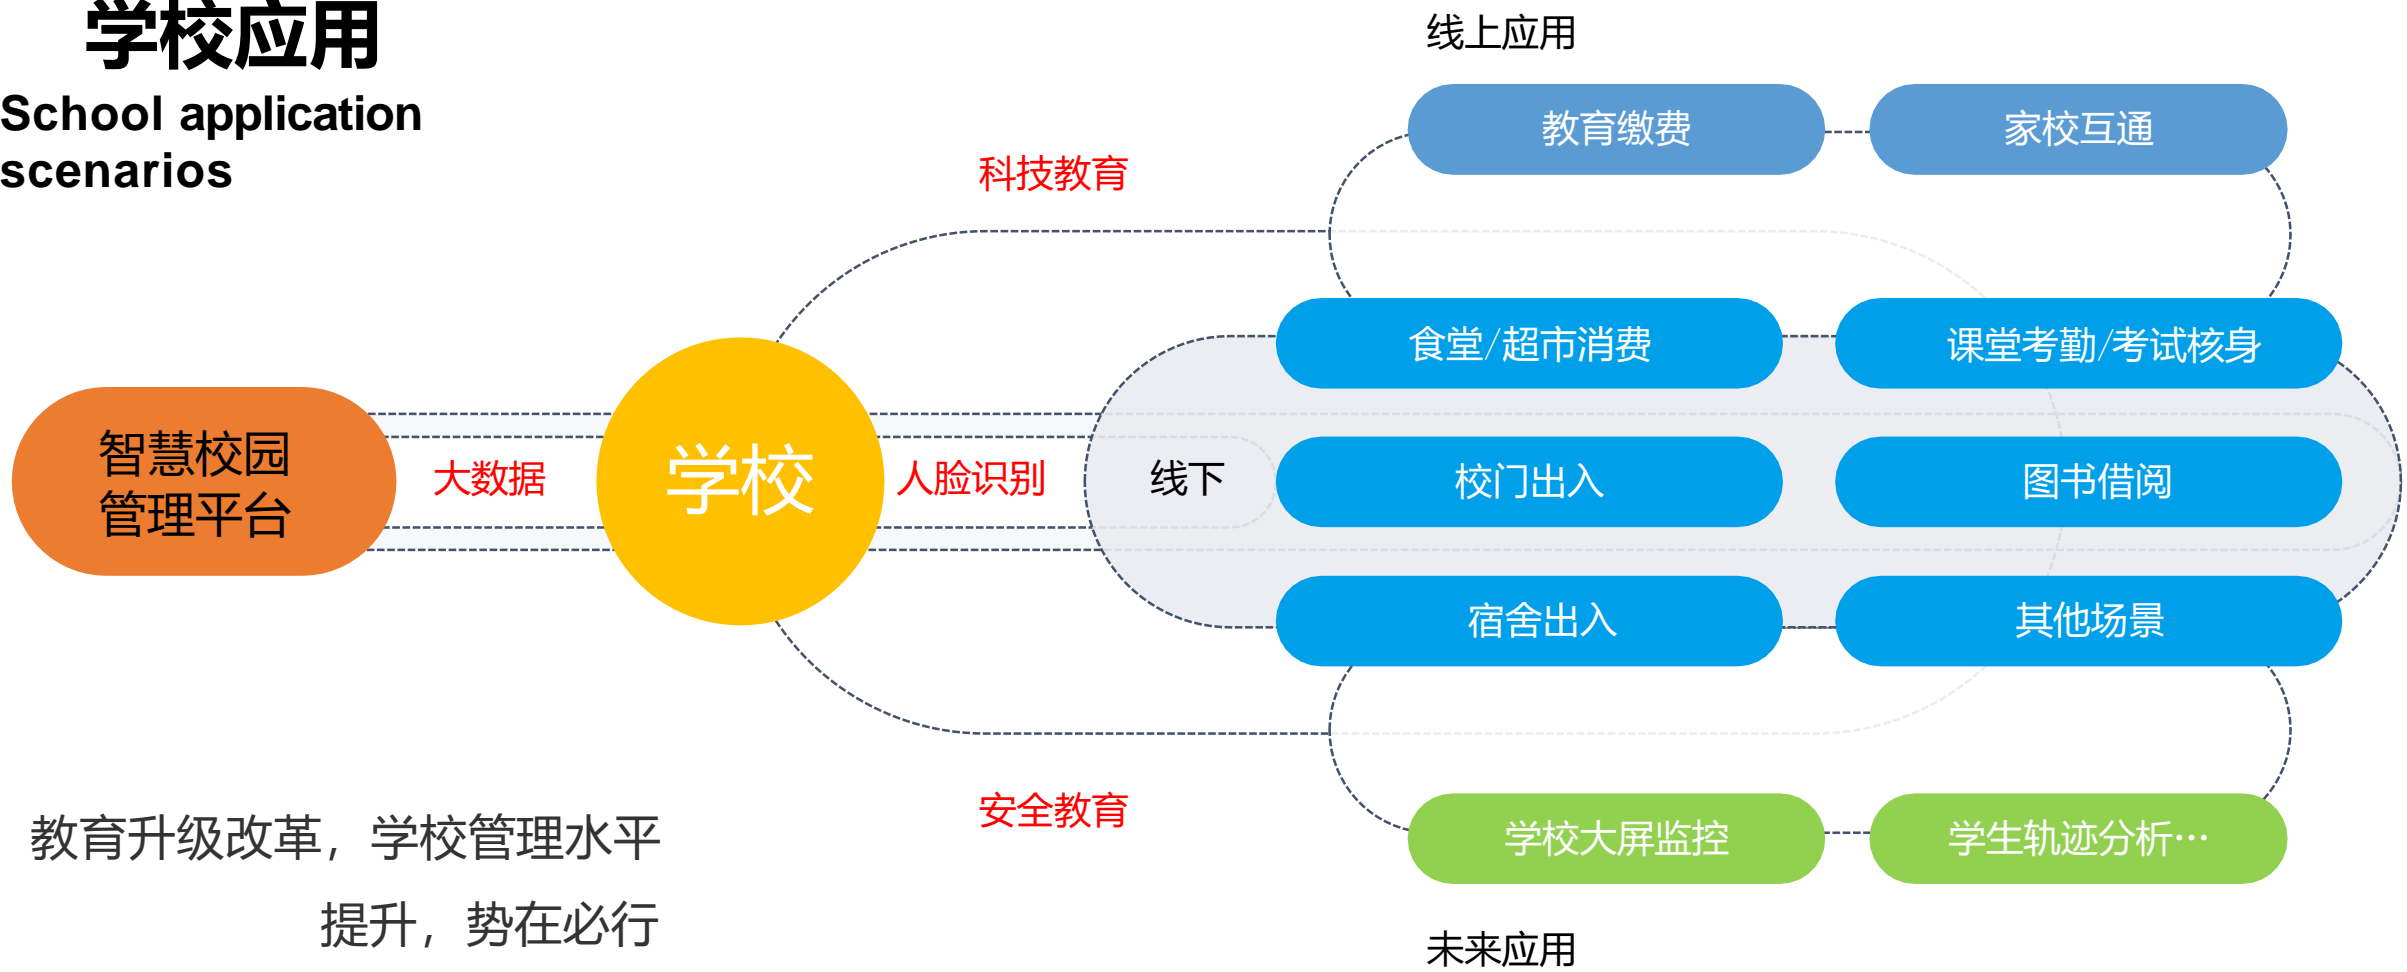 学校应用
School application
scenarios
线上应用
教育缴费
家校互通
科技教育
食堂/超市消费
课堂考勤/考试核身
智慧校园
管理平台
大数据
学校
人脸识别
线下
校门出入
图书借阅
宿舍出入
其他场景
安全教育
学校大屏监控
学生轨迹分析…
教育升级改革，学校管理水平
提升，势在必行
未来应用